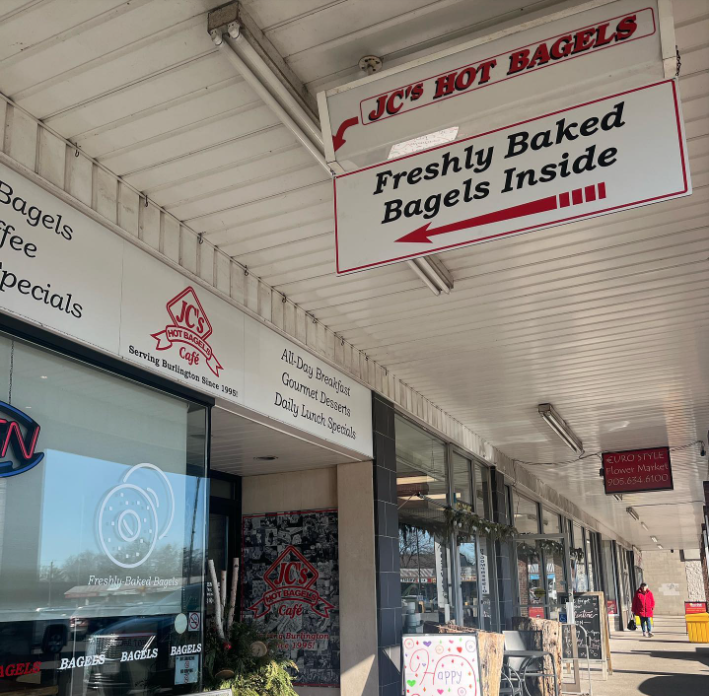 JC's HOT BAGELS
Freshly Baked
Bagels Inside
Bagels
Specials
JC's
HOT BAGELS
Café
Serving Burlington Since 1995!
All-Day Breakfast
Gourmet Desserts
Daily Lunch Specials
EURO STYLE
Flower Market
905.634.6100
Freshly Baked Bagels
BAGELS BAGELS BAGELS BAGELS
JC's
HOT BAGELS
Café
Happy